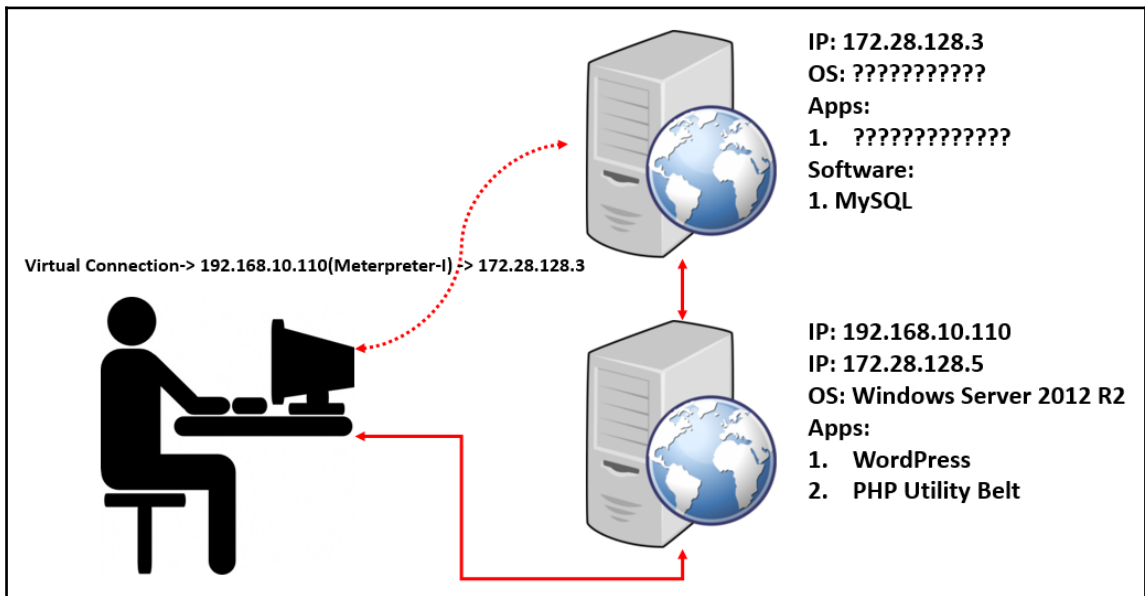 IP: 172.28.128.3
OS: ???????????
Apps:
1. ?????????????
Software:
1. MySQL
Virtual Connection-> 192.168.10.110(Meterpreter-I) -> 172.28.128.3
IP: 192.168.10.110
IP: 172.28.128.5
OS: Windows Server 2012 R2
Apps:
1. WordPress
2. PHP Utility Belt